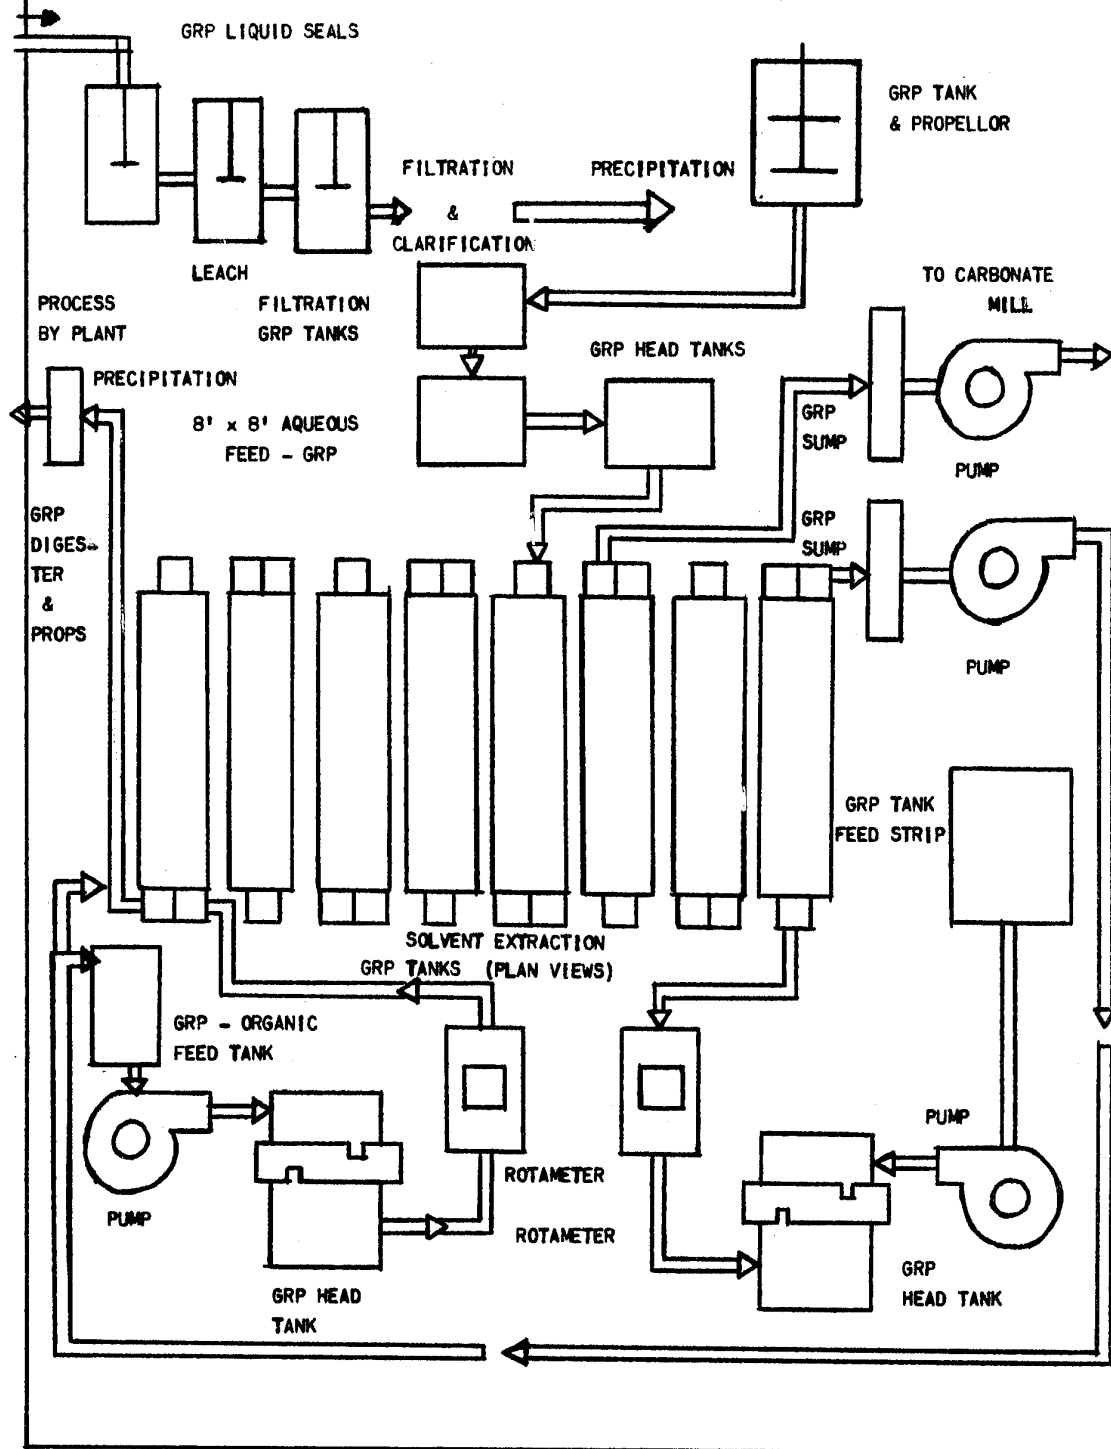 GRP LIQUID SEALS
GRP TANK
& PROPELLOR
FILTRATION
&
CLARIFICATION
PRECIPITATION
LEACH
FILTRATION
GRP TANKS
PROCESS
BY PLANT
PRECIPITATION
TO CARBONATE
MILL
GRP HEAD TANKS
8' x 8' AQUEOUS
FEED - GRP
GRP
SUMP
PUMP
GRP
DIGES-
TER
&
PROPS
GRP
SUMP
PUMP
GRP TANK
FEED STRIP
SOLVENT EXTRACTION
GRP TANKS (PLAN VIEWS)
GRP - ORGANIC
FEED TANK
PUMP
ROTAMETER
ROTAMETER
PUMP
GRP HEAD
TANK
GRP
HEAD TANK